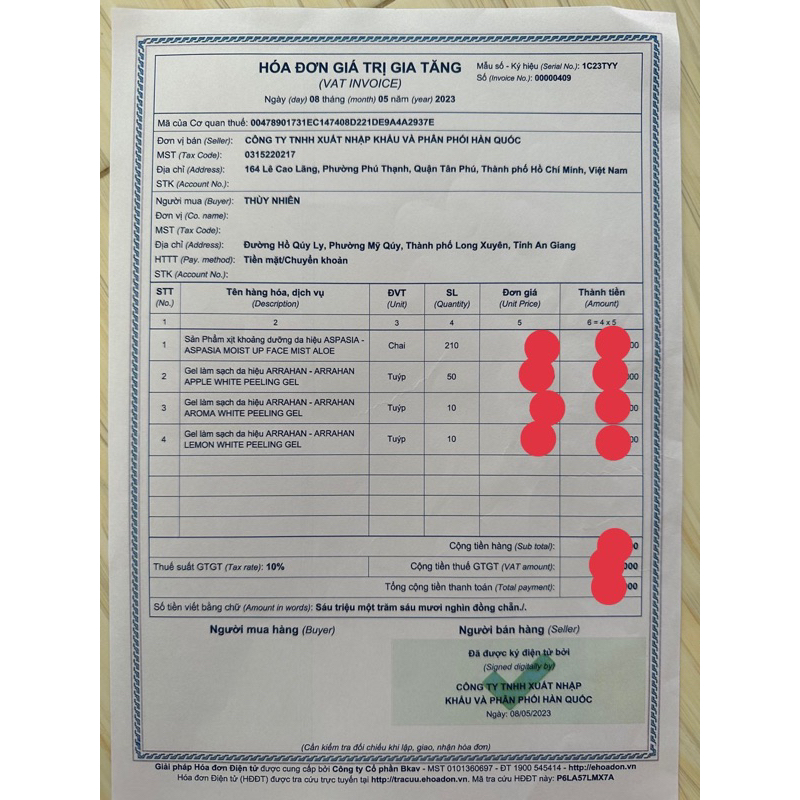 HÓA ĐƠN GIÁ TRỊ GIA TĂNG
(VAT INVOICE)
Ngày (day) 08 tháng (month) 05 năm (year) 2023
Mẫu số - Ký hiệu (Serial No.): 1C23TYY
Số (Invoice No.): 00000409
Mã của Cơ quan thuế: 00478901731EC147408D221DE9A4A2937E
Đơn vị bán (Seller): CÔNG TY TNHH XUẤT NHẬP KHẨU VÀ PHÂN PHỐI HÀN QUỐC
MST (Tax Code): 0315220217
Địa chỉ (Address): 164 Lê Cao Lãng, Phường Phú Thạnh, Quận Tân Phú, Thành phố Hồ Chí Minh, Việt Nam
STK (Account No.):
Người mua (Buyer): THÙY NHIÊN
Đơn vị (Co. name):
MST (Tax Code):
Địa chỉ (Address): Đường Hồ Qúy Ly, Phường Mỹ Qúy, Thành phố Long Xuyên, Tỉnh An Giang
HTTT (Pay. method): Tiền mặt/Chuyển khoản
STK (Account No.):
STT Tên hàng hóa, dịch vụ ĐVT SL Đơn giá Thành tiền
(No.) (Description) (Unit) (Quantity) (Unit Price) (Amount)
1 2 3 4 5 6 = 4 x 5
1 Sản Phẩm xịt khoáng dưỡng da hiệu ASPASIA - Chai 210 00
ASPASIA MOIST UP FACE MIST ALOE
2 Gel làm sạch da hiệu ARRAHAN - ARRAHAN Tuýp 50 000
APPLE WHITE PEELING GEL
3 Gel làm sạch da hiệu ARRAHAN - ARRAHAN Tuýp 10 00
AROMA WHITE PEELING GEL
4 Gel làm sạch da hiệu ARRAHAN - ARRAHAN Tuýp 10 00
LEMON WHITE PEELING GEL
Cộng tiền hàng (Sub total): 0
Thuế suất GTGT (Tax rate): 10% Cộng tiền thuế GTGT (VAT amount): 000
Tổng cộng tiền thanh toán (Total payment): 00
Số tiền viết bằng chữ (Amount in words): Sáu triệu một trăm sáu mươi nghìn đồng chẵn./.
Người mua hàng (Buyer) Người bán hàng (Seller)
Đã được ký điện tử bởi
(Signed digitally by)
CÔNG TY TNHH XUẤT NHẬP
KHẨU VÀ PHÂN PHỐI HÀN QUỐC
Ngày: 08/05/2023
(Cần kiểm tra đối chiếu khi lập, giao, nhận hóa đơn)
Giải pháp Hóa đơn Điện tử được cung cấp bởi Công ty Cổ phần Bkav - MST 0101360697 - ĐT 1900 545414 - http://ehoadon.vn
Hóa đơn Điện tử (HĐĐT) được tra cứu trực tuyến tại http://tracuu.ehoadon.vn. Mã tra cứu HĐĐT này: P6LA57LMX7A